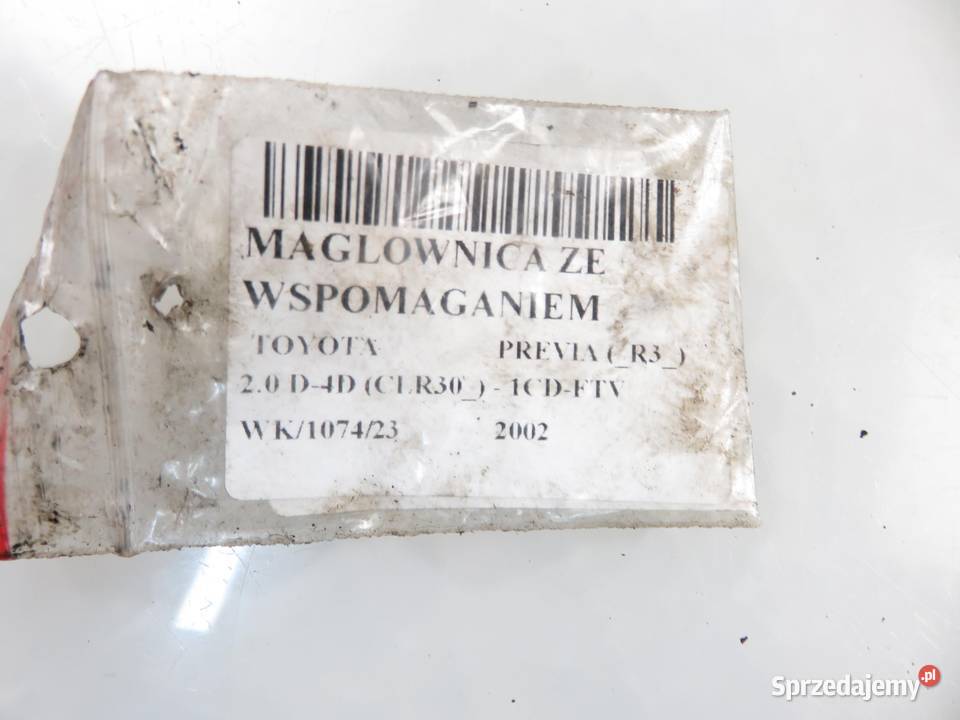 MAGLOWNICA ZE
WSPOMAGANIEM
TOYOTA PREVIA (_R3_)
2.0 D-4D (CLR30_) - 1CD-FTV
WK/1074/23 2002
Sprzedajemy.pl